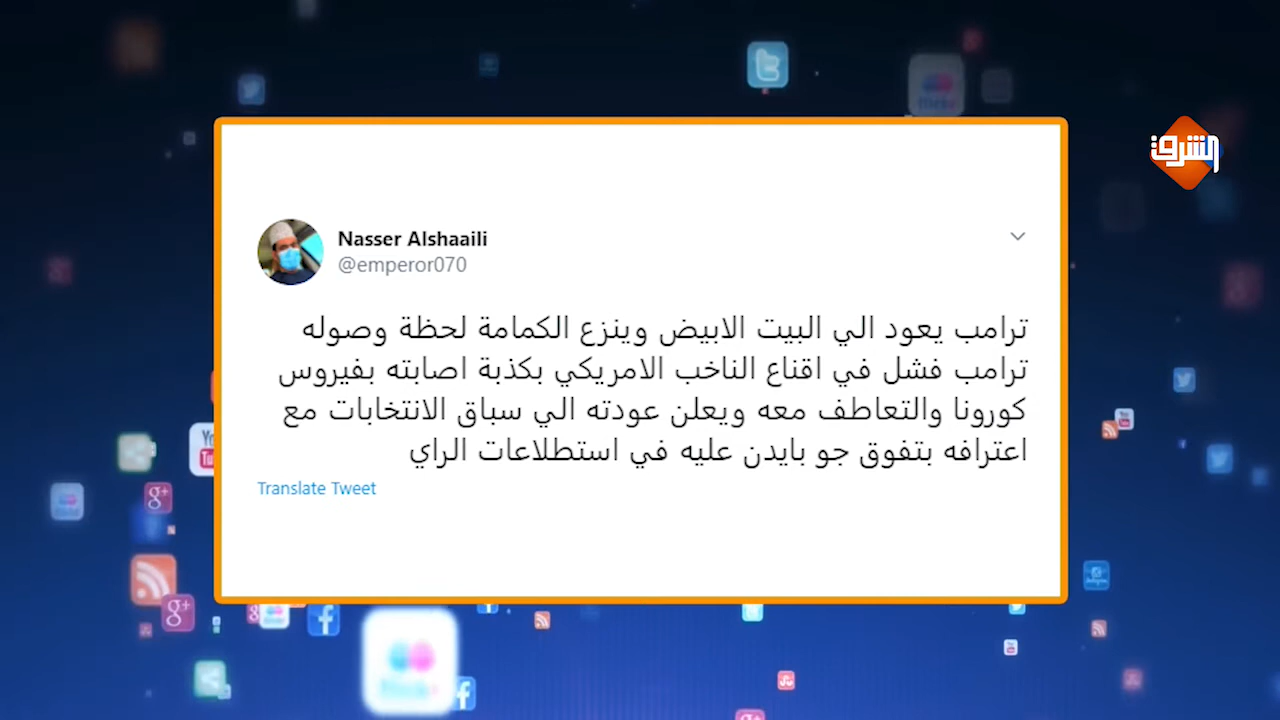 الشرق
Nasser Alshaaili
@emperor070
ترامب يعود الي البيت الابيض وينزع الكمامة لحظة وصوله
ترامب فشل في اقناع الناخب الامريكي بكذبة اصابته بفيروس
كورونا والتعاطف معه ويعلن عودته الي سباق الانتخابات مع
اعترافه بتفوق جو بايدن عليه في استطلاعات الراي
Translate Tweet